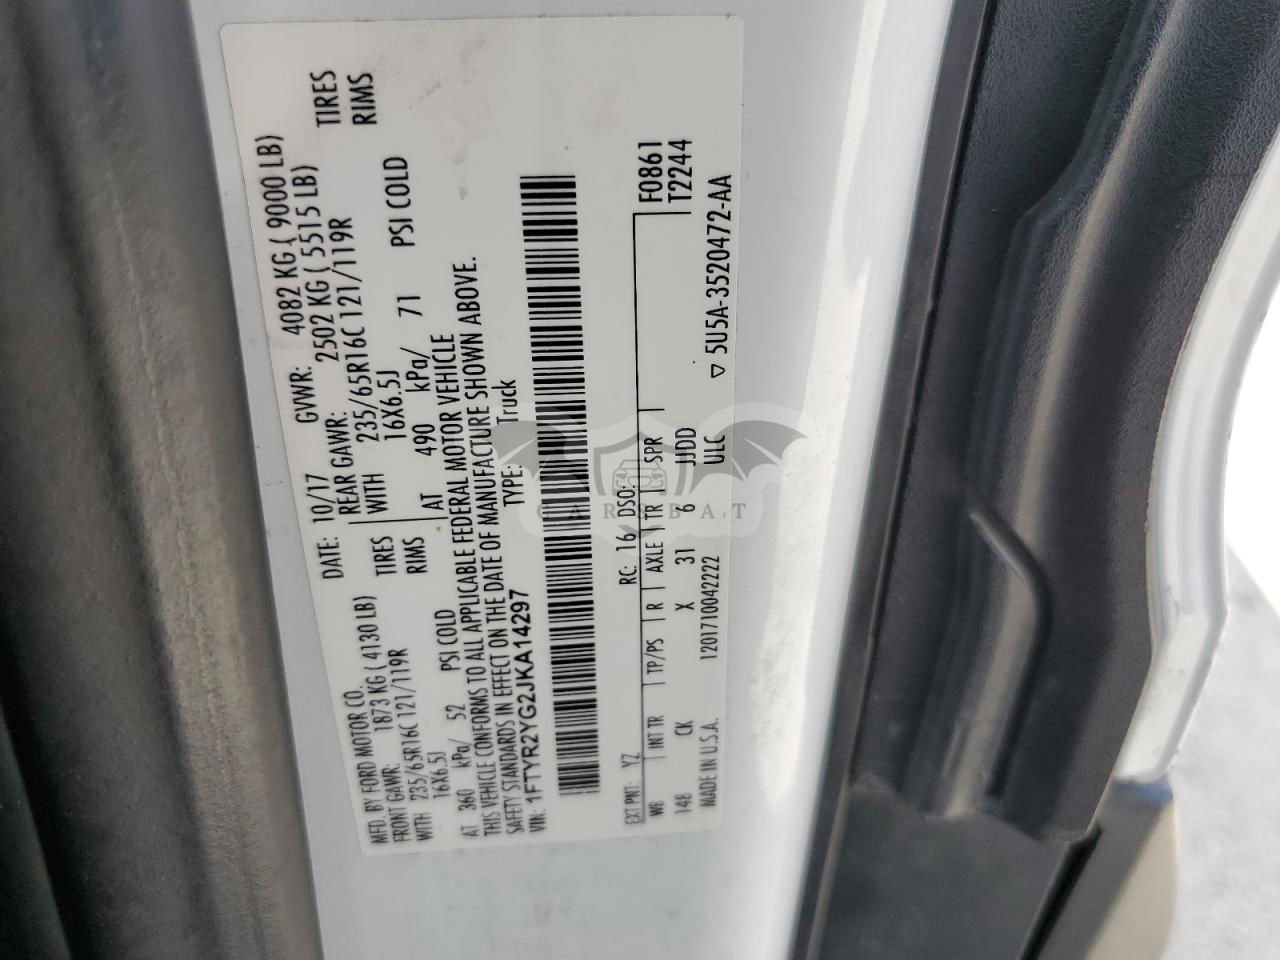 MFD. BY FORD MOTOR CO.
DATE: 10/17 GVWR: 4082 KG ( 9000 LB)
FRONT GAWR: 1873 KG ( 4130 LB) REAR GAWR: 2502 KG ( 5515 LB)
WITH 235/65R16C 121/119R TIRES WITH 235/65R16C 121/119R TIRES
16X6.5J RIMS 16X6.5J RIMS
AT 360 kPa/ 52 PSI COLD AT 490 kPa/ 71 PSI COLD
THIS VEHICLE CONFORMS TO ALL APPLICABLE FEDERAL MOTOR VEHICLE
SAFETY STANDARDS IN EFFECT ON THE DATE OF MANUFACTURE SHOWN ABOVE.
VIN: 1FTYR2YG2JKA14297 TYPE: Truck
EXT PNT: YZ RC: 16 DSO: F0861
WB INT TR TP/PS R AXLE TR SPR T2244
148 CK X 31 6 JJDD
MADE IN U.S.A. 1201710042222 ULC
▽ 5U5A-3520472-AA
CARSBAT